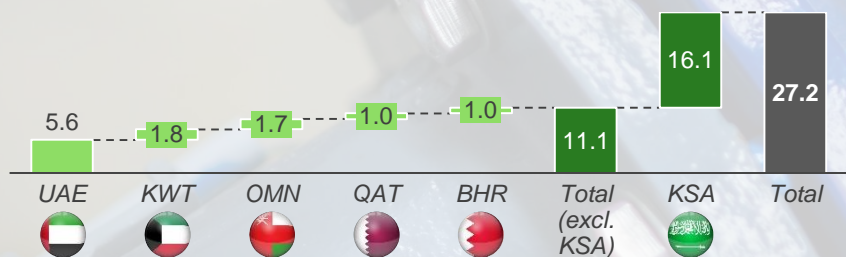 5.6
1.8
1.7
1.0
1.0
11.1
16.1
27.2
UAE
KWT
OMN
QAT
BHR
Total
(excl.
KSA)
KSA
Total